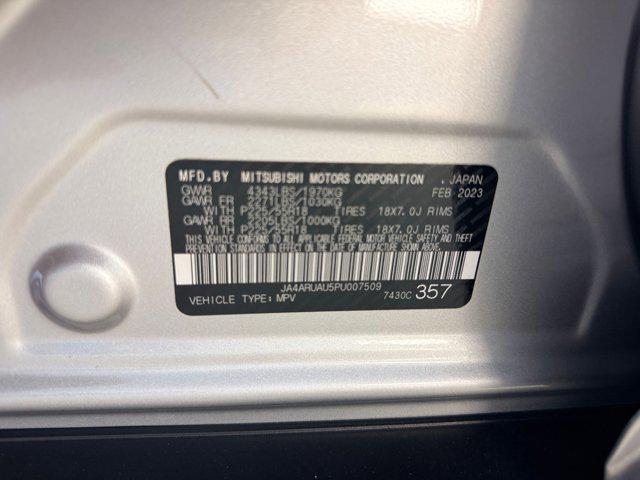 MFD.BY MITSUBISHI MOTORS CORPORATION , JAPAN
GVWR 4343LBS/1970KG FEB 2023
GAWR FR 2271LBS/1030KG
WITH P225/55R18 TIRES 18X7.0J RIMS
GAWR RR 2205LBS/1000KG
WITH P225/55R18 TIRES 18X7.0J RIMS
THIS VEHICLE CONFORMS TO ALL APPLICABLE FEDERAL MOTOR VEHICLE SAFETY, BUMPER, AND THEFT
PREVENTION STANDARDS IN EFFECT ON THE DATE OF MANUFACTURE SHOWN ABOVE.
JA4ARUAU5PU007509
VEHICLE TYPE:MPV 7430C 357